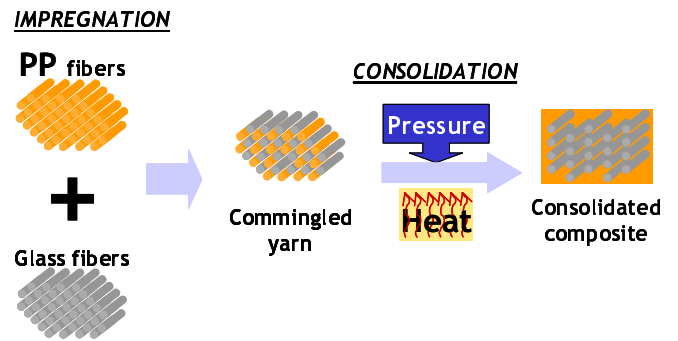 IMPREGNATION
PP fibers
Glass fibers
Commingled
yarn
CONSOLIDATION
Pressure
Heat
Consolidated
composite